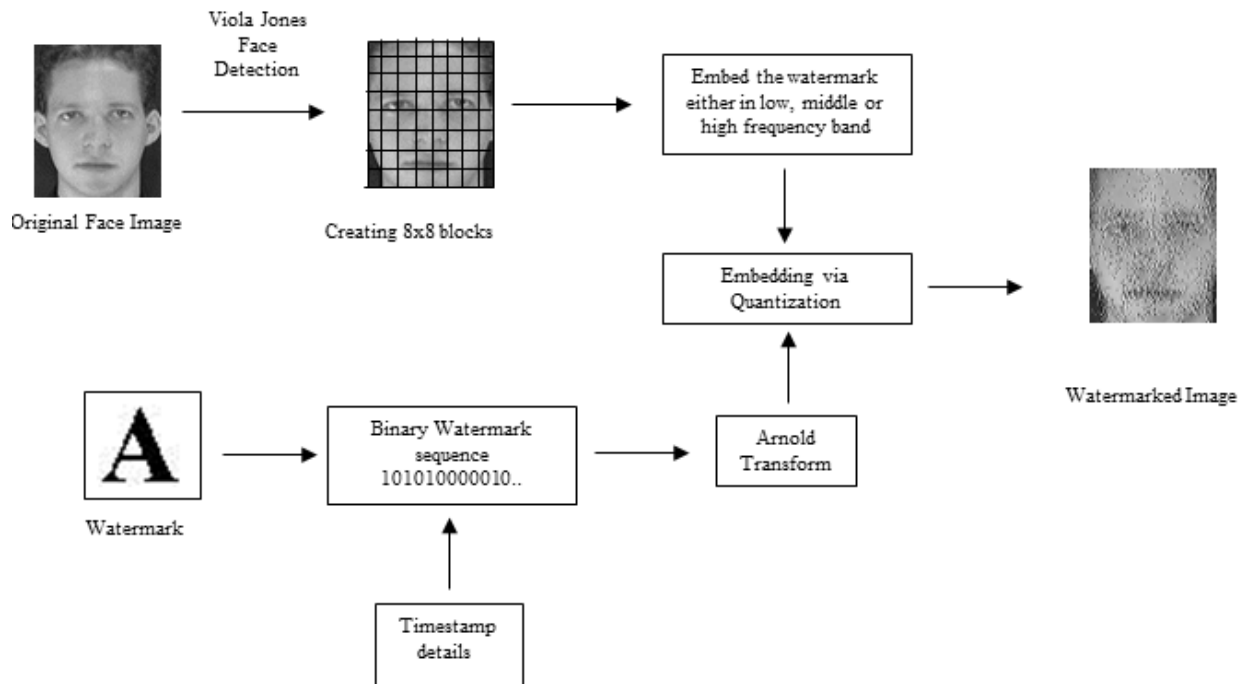 Viola Jones
Face
Detection
Original Face Image
Creating 8x8 blocks
Embed the watermark
either in low, middle or
high frequency band
Embedding via
Quantization
Watermarked Image
A
Watermark
Binary Watermark
sequence
101010000010..
Arnold
Transform
Timestamp
details